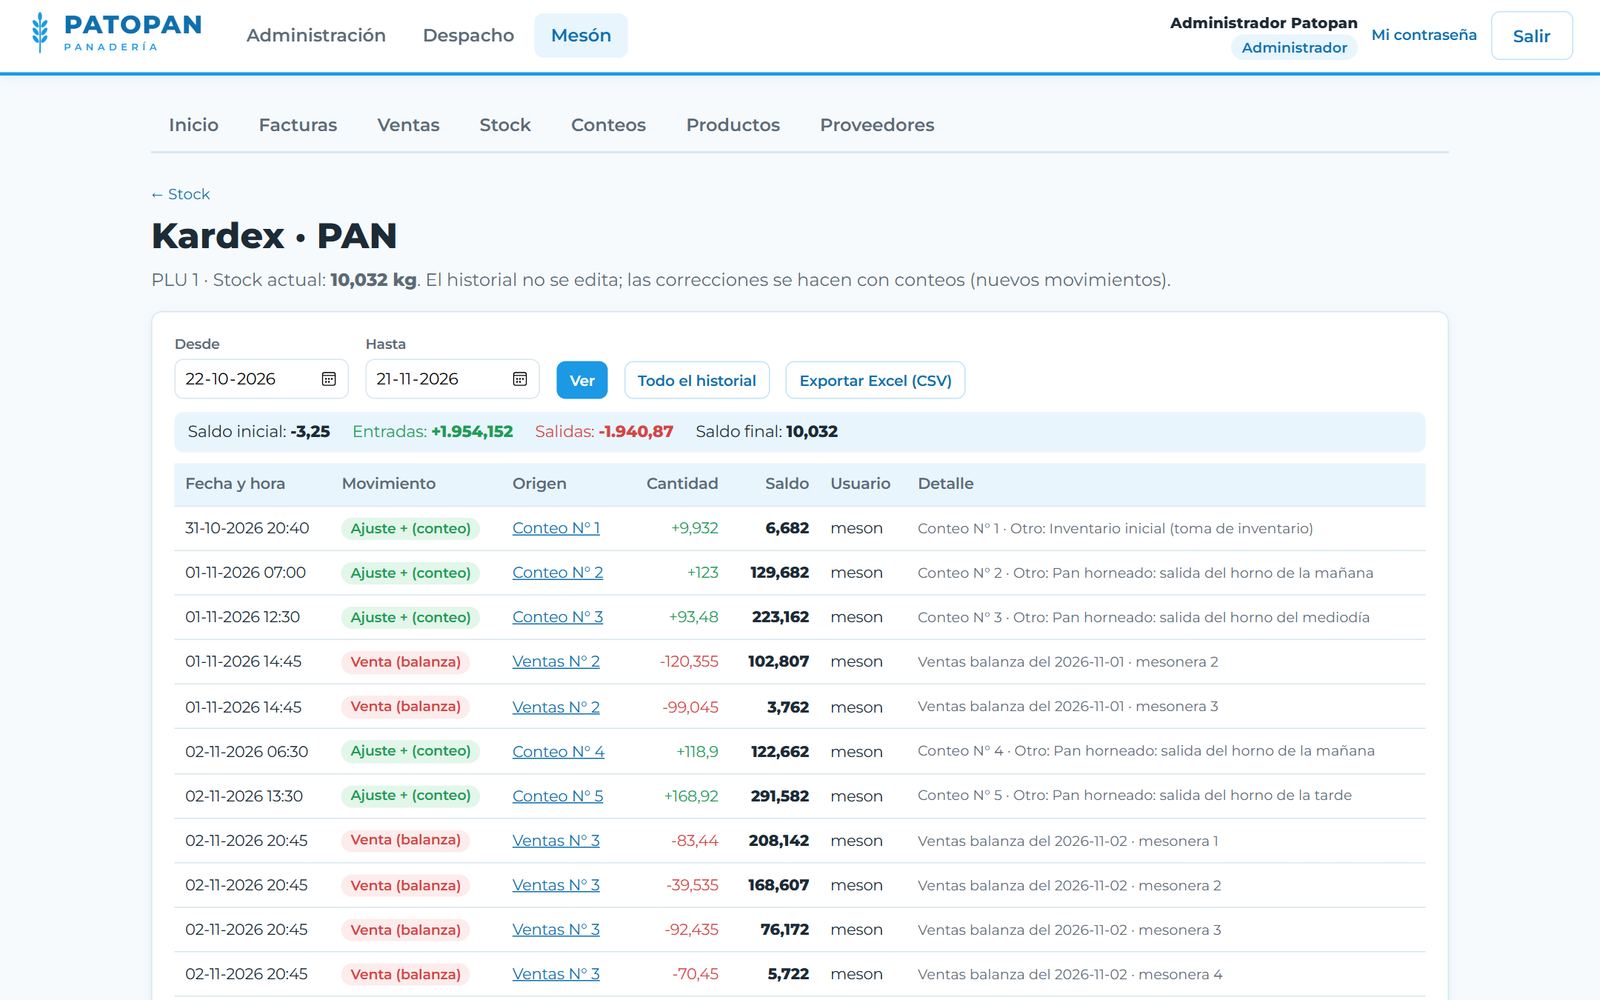 PATOPAN
PANADERÍA
Administración Despacho Mesón
Administrador Patopan
Administrador
Mi contraseña
Salir
Inicio Facturas Ventas Stock Conteos Productos Proveedores
← Stock
Kardex · PAN
PLU 1 · Stock actual: 10,032 kg. El historial no se edita; las correcciones se hacen con conteos (nuevos movimientos).
Desde Hasta
22-10-2026 21-11-2026 Ver Todo el historial Exportar Excel (CSV)
Saldo inicial: -3,25 Entradas: +1.954,152 Salidas: -1.940,87 Saldo final: 10,032
Fecha y hora Movimiento Origen Cantidad Saldo Usuario Detalle
31-10-2026 20:40 Ajuste + (conteo) Conteo N° 1 +9,932 6,682 meson Conteo N° 1 · Otro: Inventario inicial (toma de inventario)
01-11-2026 07:00 Ajuste + (conteo) Conteo N° 2 +123 129,682 meson Conteo N° 2 · Otro: Pan horneado: salida del horno de la mañana
01-11-2026 12:30 Ajuste + (conteo) Conteo N° 3 +93,48 223,162 meson Conteo N° 3 · Otro: Pan horneado: salida del horno del mediodía
01-11-2026 14:45 Venta (balanza) Ventas N° 2 -120,355 102,807 meson Ventas balanza del 2026-11-01 · mesonera 2
01-11-2026 14:45 Venta (balanza) Ventas N° 2 -99,045 3,762 meson Ventas balanza del 2026-11-01 · mesonera 3
02-11-2026 06:30 Ajuste + (conteo) Conteo N° 4 +118,9 122,662 meson Conteo N° 4 · Otro: Pan horneado: salida del horno de la mañana
02-11-2026 13:30 Ajuste + (conteo) Conteo N° 5 +168,92 291,582 meson Conteo N° 5 · Otro: Pan horneado: salida del horno de la tarde
02-11-2026 20:45 Venta (balanza) Ventas N° 3 -83,44 208,142 meson Ventas balanza del 2026-11-02 · mesonera 1
02-11-2026 20:45 Venta (balanza) Ventas N° 3 -39,535 168,607 meson Ventas balanza del 2026-11-02 · mesonera 2
02-11-2026 20:45 Venta (balanza) Ventas N° 3 -92,435 76,172 meson Ventas balanza del 2026-11-02 · mesonera 3
02-11-2026 20:45 Venta (balanza) Ventas N° 3 -70,45 5,722 meson Ventas balanza del 2026-11-02 · mesonera 4